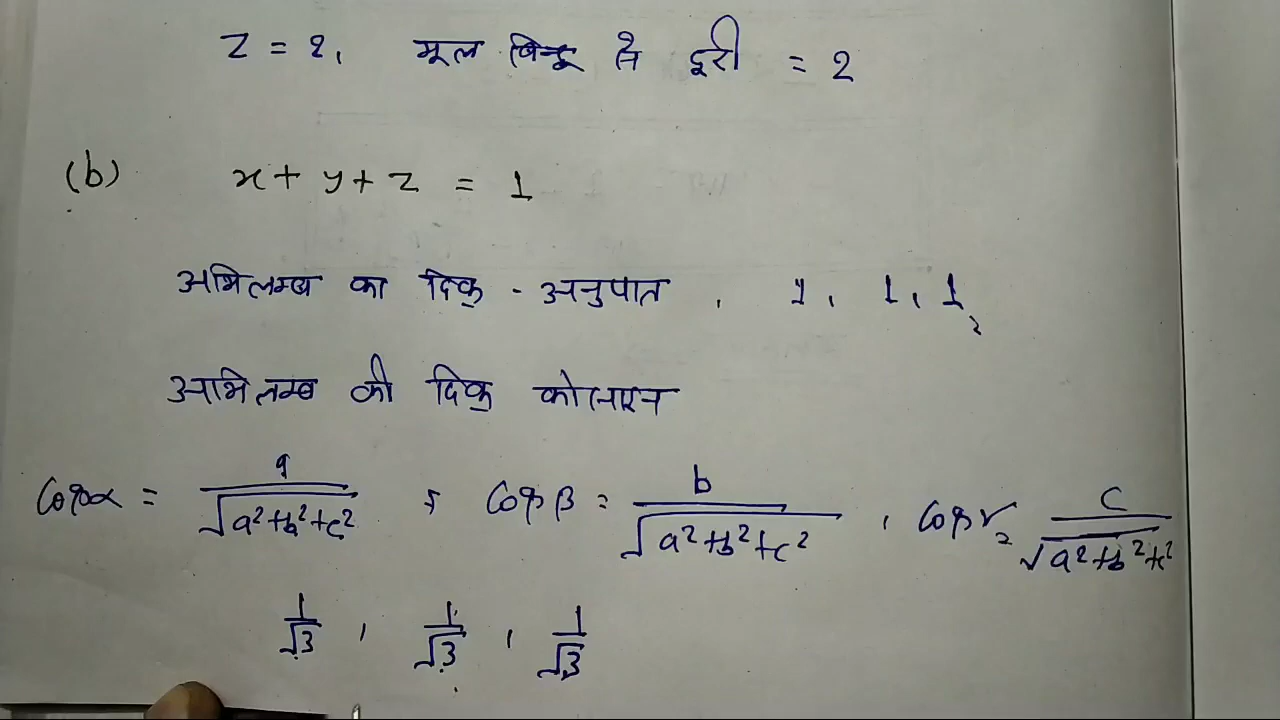 z = 2, मूल बिन्दू से दूरी = 2
(b) x + y + z = 1
अभिलम्ब का दिक् - अनुपात , 1, 1, 1,
अभिलम्ब की दिक् कोसाइन
Cosα = a/√(a²+b²+c²) , Cosβ = b/√(a²+b²+c²) , Cosγ = c/√(a²+b²+c²)
1/√3 , 1/√3 , 1/√3